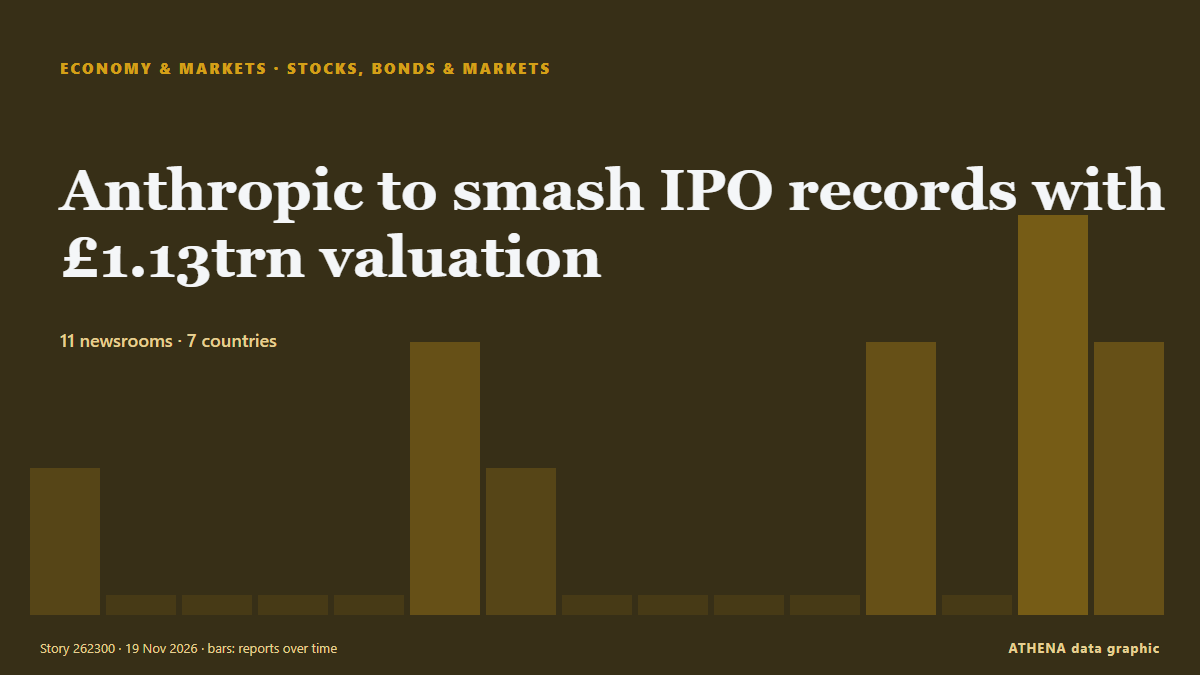 ECONOMY & MARKETS · STOCKS, BONDS & MARKETS
Anthropic to smash IPO records with
£1.13trn valuation
11 newsrooms · 7 countries
Story 262300 · 19 Nov 2026 · bars: reports over time
ATHENA data graphic